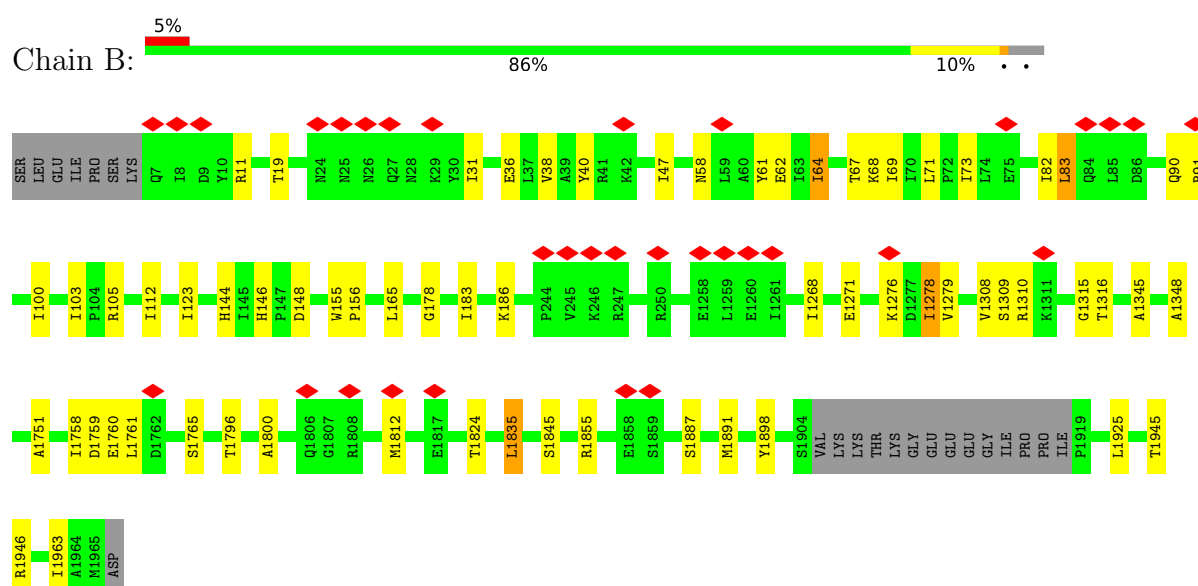 5%
Chain B:
86% 10% • •
SER LEU GLU ILE PRO SER LYS Q7 I8 D9 Y10 R11 T19 N24 N25 N26 Q27 N28 K29 Y30 I31 E36 L37 V38 A39 Y40 R41 K42 I47 N58 L59 A60 Y61 E62 I63 I64 T67 K68 I69 I70 L71 P72 I73 L74 E75 I82 L83 Q84 L85 D86 Q90
I100 I103 P104 R105 I112 I123 H144 I145 H146 P147 D148 W155 P156 L165 G178 I183 K186 P244 V245 K246 R247 R250 E1258 L1259 E1260 I1261 I1268 E1271 K1276 D1277 I1278 V1279 V1308 S1309 R1310 K1311 G1315 T1316 A1345 A1348
A1751 I1758 D1759 E1760 L1761 D1762 S1765 T1796 A1800 Q1806 G1807 R1808 M1812 E1817 T1824 L1835 S1845 R1855 E1858 S1859 S1887 M1891 Y1898 S1904 VAL LYS LYS THR LYS GLY GLU GLU GLU GLY ILE PRO PRO ILE P1919 L1925 T1945
R1946 I1963 A1964 M1965 ASP